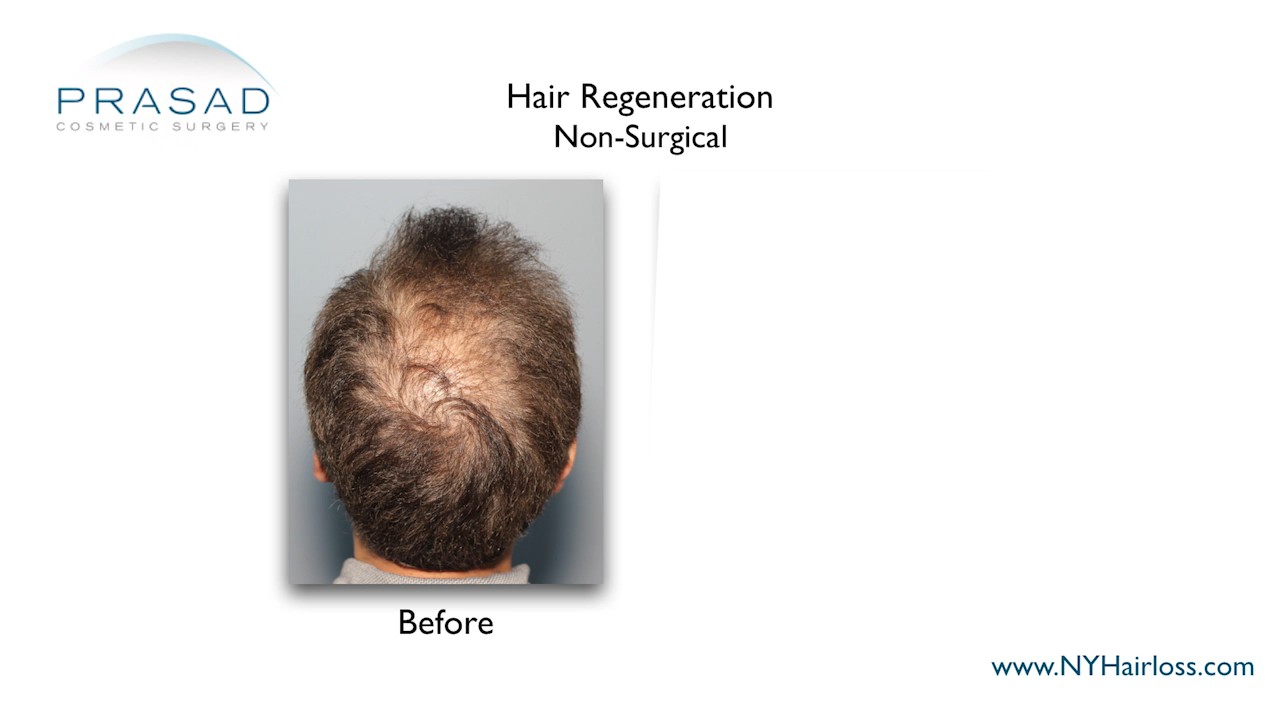 PRASAD
COSMETIC SURGERY
Hair Regeneration
Non-Surgical
Before
www.NYHairloss.com